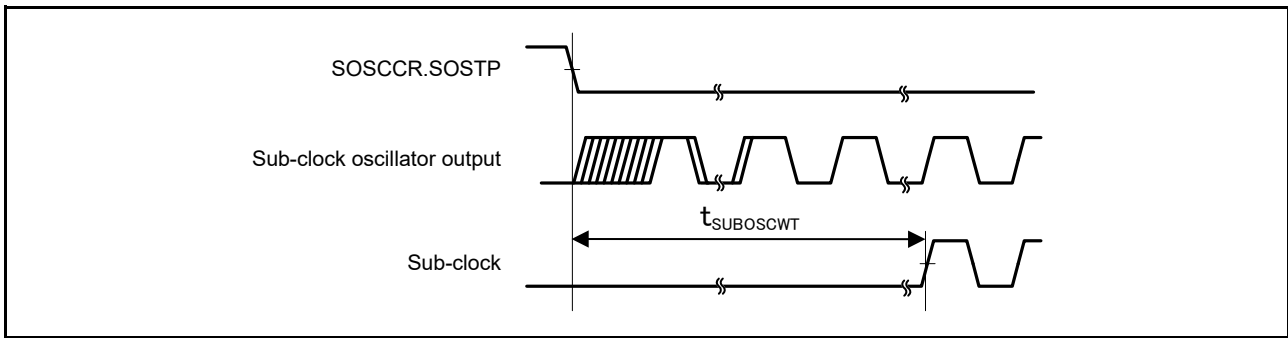 SOSCCR.SOSTP
Sub-clock oscillator output
tSUBOSCWT
Sub-clock